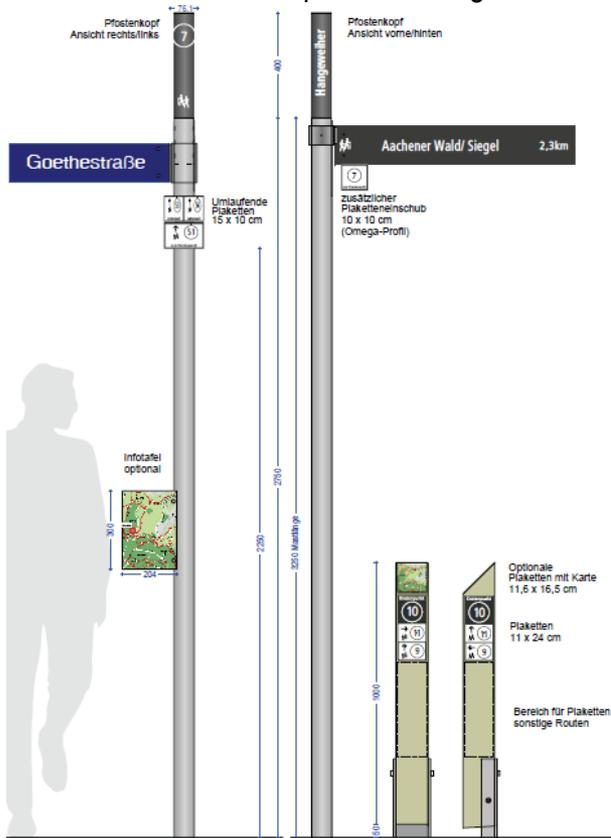 76,1
Pfostenkopf
Ansicht rechts/links
7
400
Pfostenkopf
Ansicht vorne/hinten
Hangeweiher
Goethestraße
Aachener Wald/ Siegel 2,3km
Umlaufende
Plaketten
15 x 10 cm
51
7
zusätzlicher
Plaketteneinschub
10 x 10 cm
(Omega-Profil)
Infotafel
optional
300
204
2250
2750
3250 Mastlänge
1000
10
11
9
10
11
9
Optionale
Plaketten mit Karte
11,6 x 16,5 cm
Plaketten
11 x 24 cm
Bereich für Plaketten
sonstige Routen